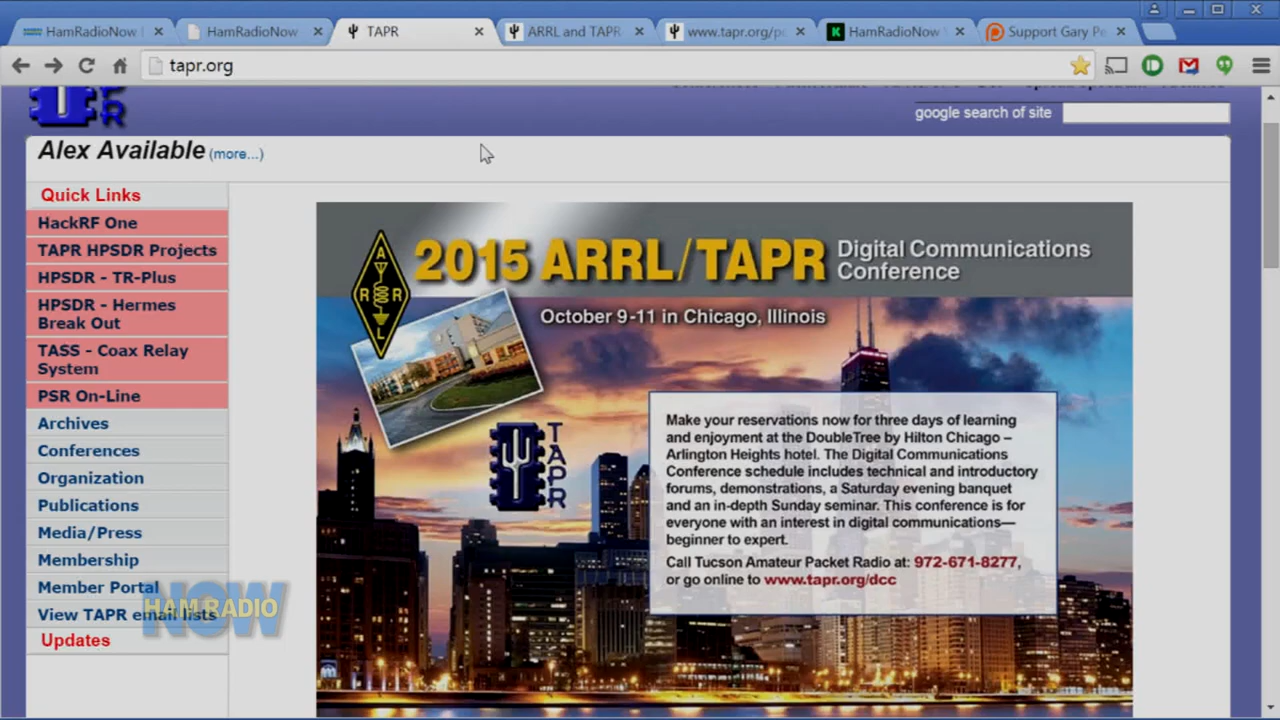 HamRadioNow
HamRadioNow
TAPR
ARRL and TAPR
www.tapr.org/p
HamRadioNow
Support Gary Pe
tapr.org
google search of site
Alex Available (more...)
Quick Links
HackRF One
TAPR HPSDR Projects
HPSDR - TR-Plus
HPSDR - Hermes
Break Out
TASS - Coax Relay
System
PSR On-Line
Archives
Conferences
Organization
Publications
Media/Press
Membership
Member Portal
View TAPR email lists
Updates
HAM RADIO
NOW
A
R R
L
2015 ARRL/TAPR
Digital Communications
Conference
October 9-11 in Chicago, Illinois
TAPR
Make your reservations now for three days of learning
and enjoyment at the DoubleTree by Hilton Chicago –
Arlington Heights hotel. The Digital Communications
Conference schedule includes technical and introductory
forums, demonstrations, a Saturday evening banquet
and an in-depth Sunday seminar. This conference is for
everyone with an interest in digital communications—
beginner to expert.
Call Tucson Amateur Packet Radio at: 972-671-8277,
or go online to www.tapr.org/dcc